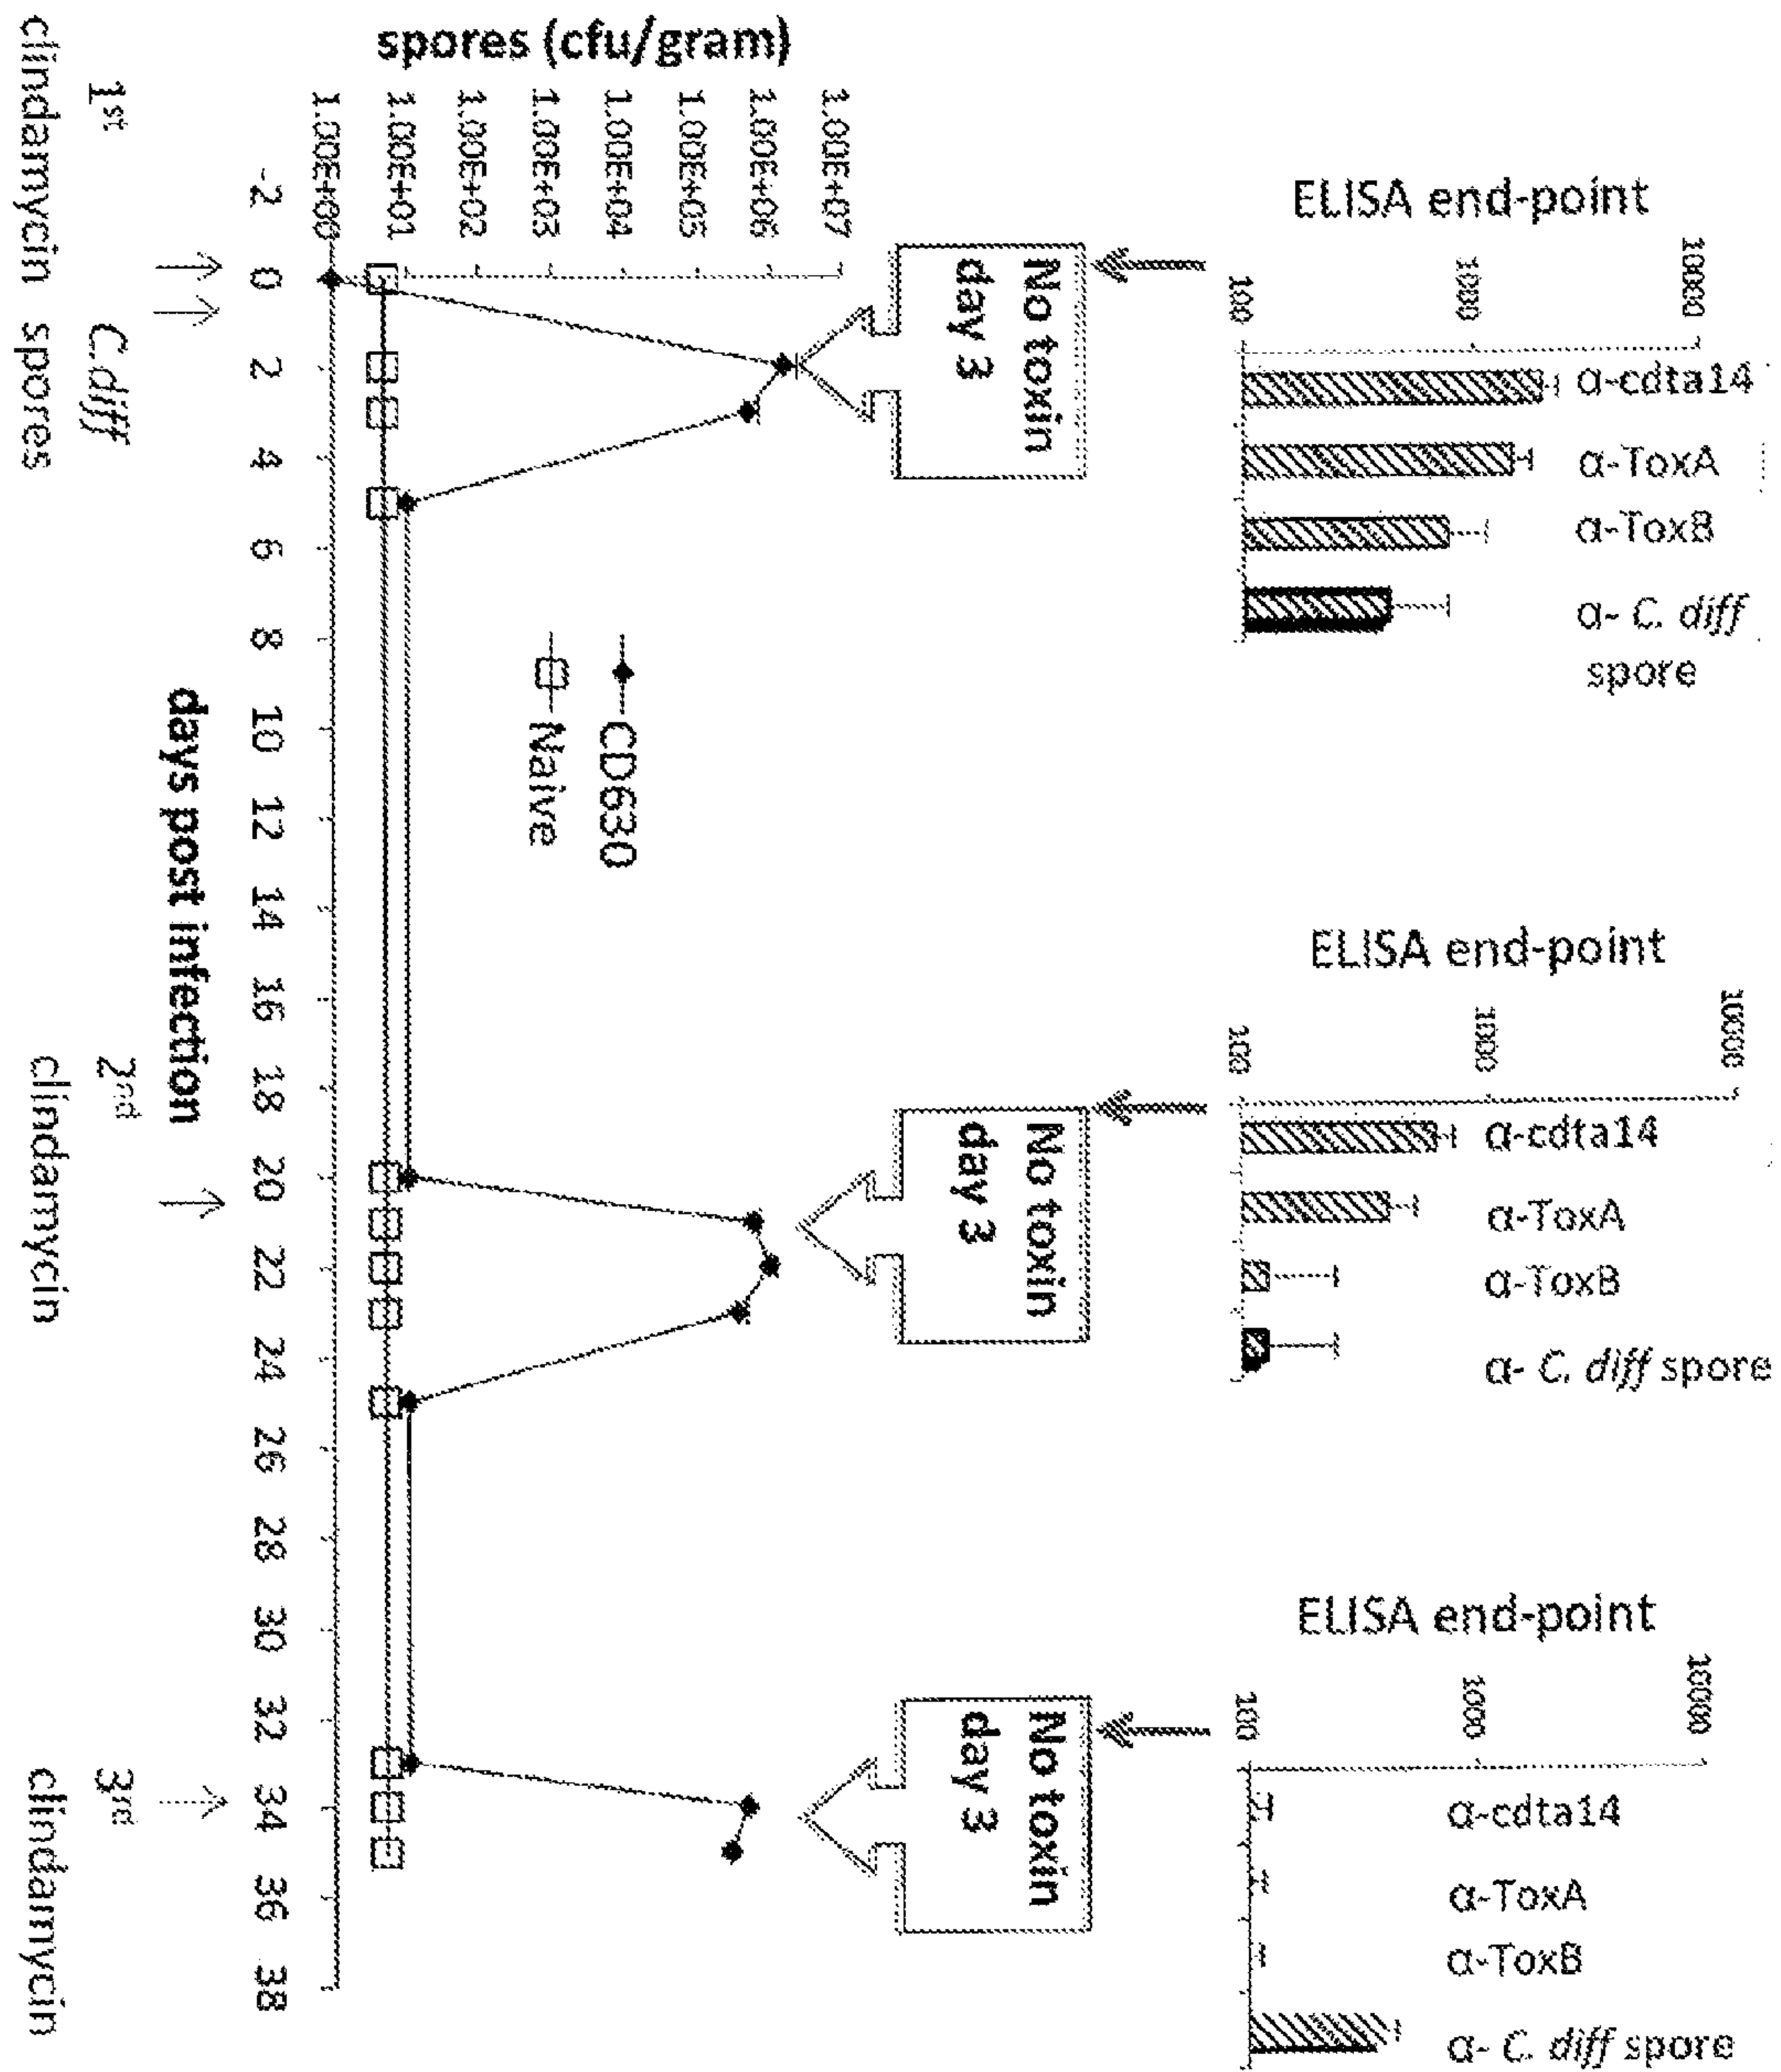 ELISA end-point
10000
1000
100
α-cdta14
α-ToxA
α-ToxB
α- C. diff
spore
ELISA end-point
10000
1000
100
α-cdta14
α-ToxA
α-ToxB
α- C. diff spore
ELISA end-point
10000
1000
100
α-cdta14
α-ToxA
α-ToxB
α- C. diff spore
No toxin
day 3
No toxin
day 3
No toxin
day 3
spores (cfu/gram)
1.00E+07
1.00E+06
1.00E+05
1.00E+04
1.00E+03
1.00E+02
1.00E+01
1.00E+00
CD630
Naive
-2 0 2 4 6 8 10 12 14 16 18 20 22 24 26 28 30 32 34 36 38
days post infection
1st
clindamycin
C.diff
spores
2nd
clindamycin
3rd
clindamycin